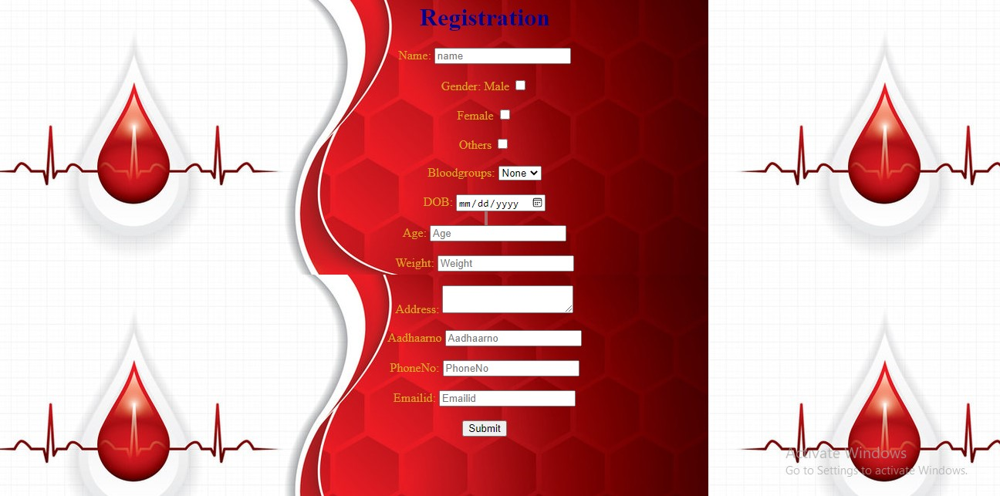 Registration
Name: name
Gender: Male
Female
Others
Bloodgroups: None
DOB: mm/dd/yyyy
Age: Age
Weight: Weight
Address:
Aadhaarno Aadhaarno
PhoneNo: PhoneNo
Emailid: Emailid
Submit
Activate Windows
Go to Settings to activate Windows.